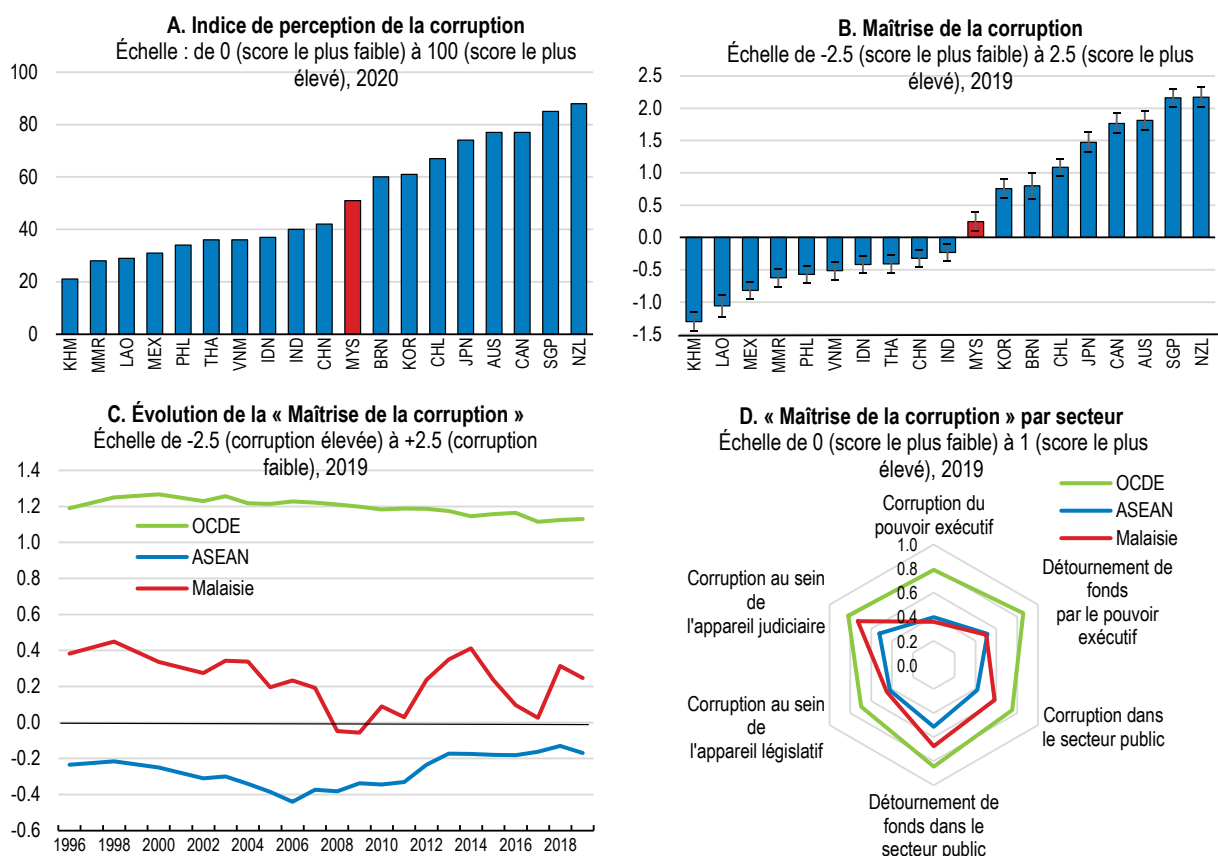 A. Indice de perception de la corruption
Échelle : de 0 (score le plus faible) à 100 (score le plus
élevé), 2020
100
80
60
40
20
0
KHM MMR LAO MEX PHL THA VNM IDN IND CHN MYS BRN KOR CHL JPN AUS CAN SGP NZL
B. Maîtrise de la corruption
Échelle de -2.5 (score le plus faible) à 2.5 (score le plus
élevé), 2019
2.5
2.0
1.5
1.0
0.5
0.0
-0.5
-1.0
-1.5
KHM LAO MEX MMR PHL VNM IDN THA CHN IND MYS KOR BRN CHL JPN CAN AUS SGP NZL
C. Évolution de la « Maîtrise de la corruption »
Échelle de -2.5 (corruption élevée) à +2.5 (corruption
faible), 2019
1.4
1.2
1.0
0.8
0.6
0.4
0.2
0.0
-0.2
-0.4
-0.6
OCDE
ASEAN
Malaisie
1996 1998 2000 2002 2004 2006 2008 2010 2012 2014 2016 2018
D. « Maîtrise de la corruption » par secteur
Échelle de 0 (score le plus faible) à 1 (score le plus
élevé), 2019
OCDE
ASEAN
Malaisie
Corruption du
pouvoir exécutif
1.0
0.8
0.6
0.4
0.2
0.0
Détournement de
fonds
par le pouvoir
exécutif
Corruption dans
le secteur public
Détournement de
fonds dans le
secteur public
Corruption au sein
de
l'appareil législatif
Corruption au sein
de
l'appareil judiciaire